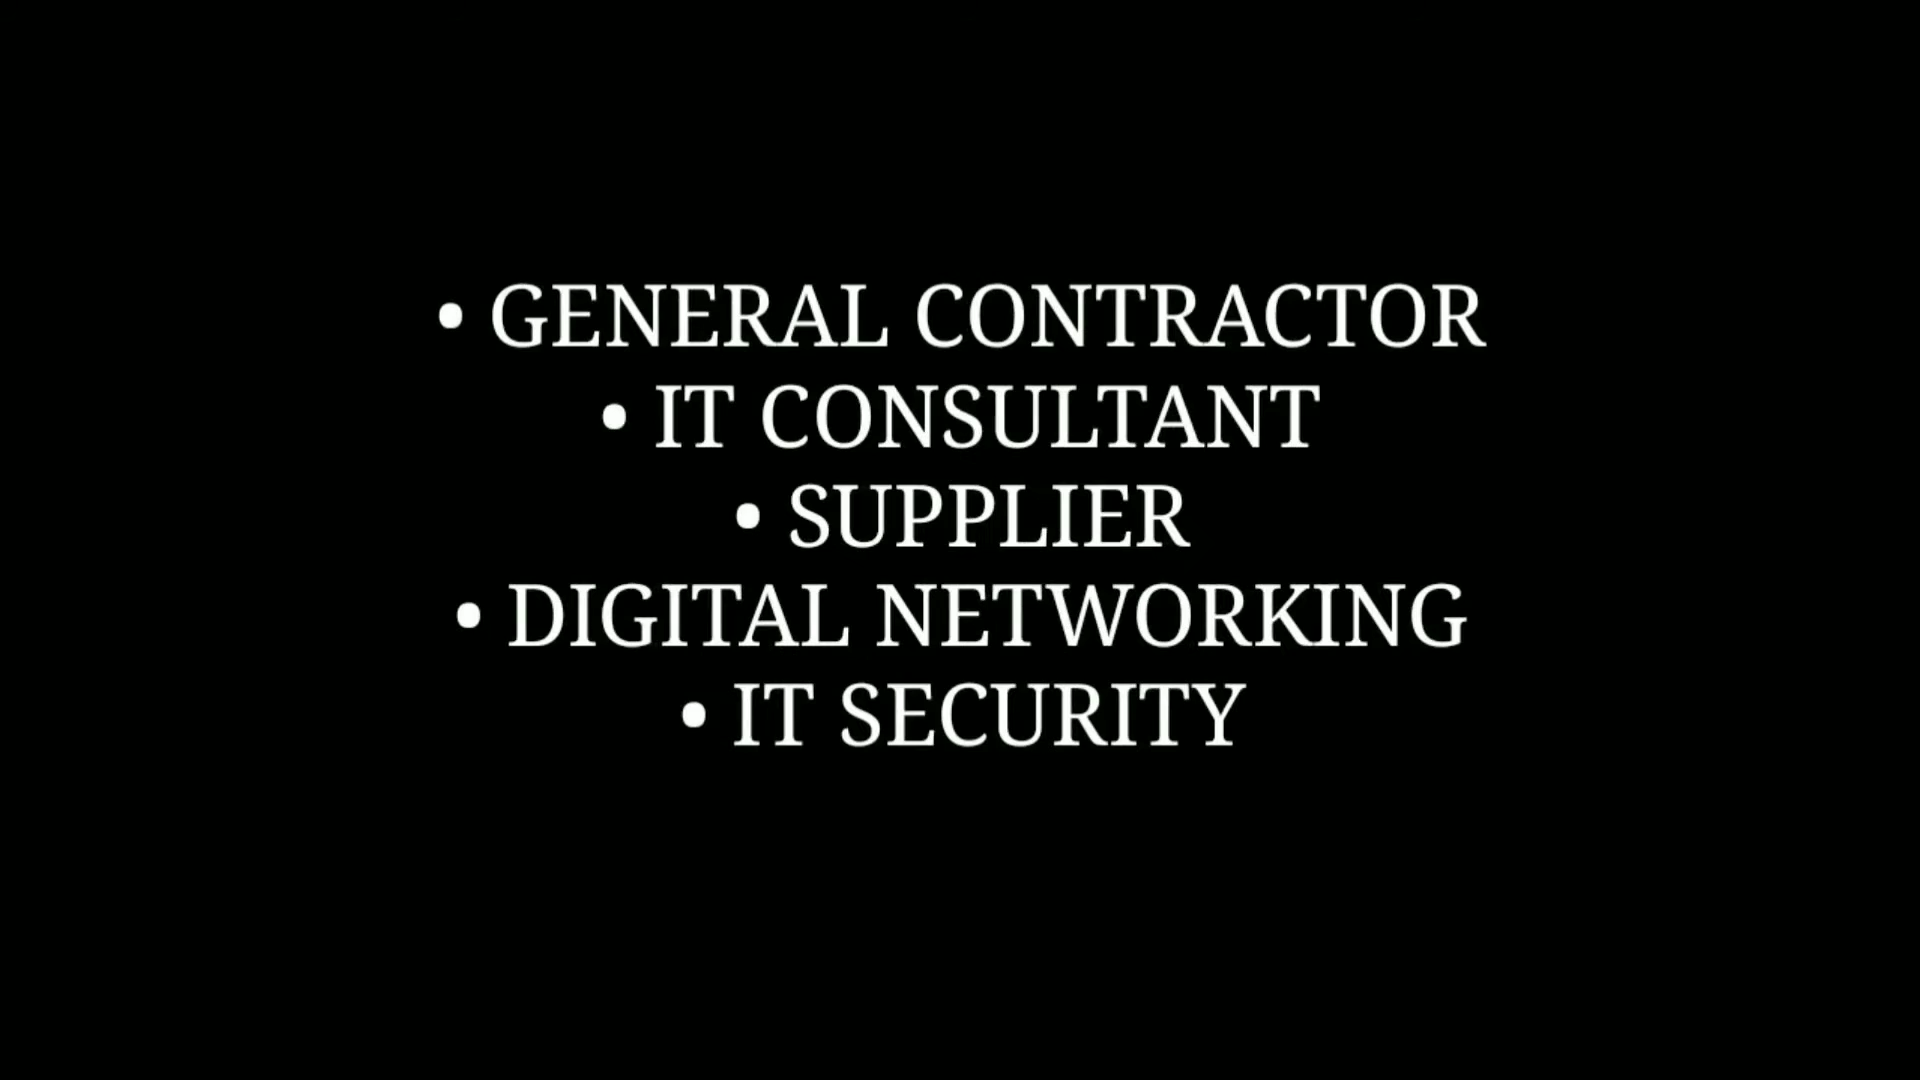 • GENERAL CONTRACTOR
• IT CONSULTANT
• SUPPLIER
• DIGITAL NETWORKING
• IT SECURITY